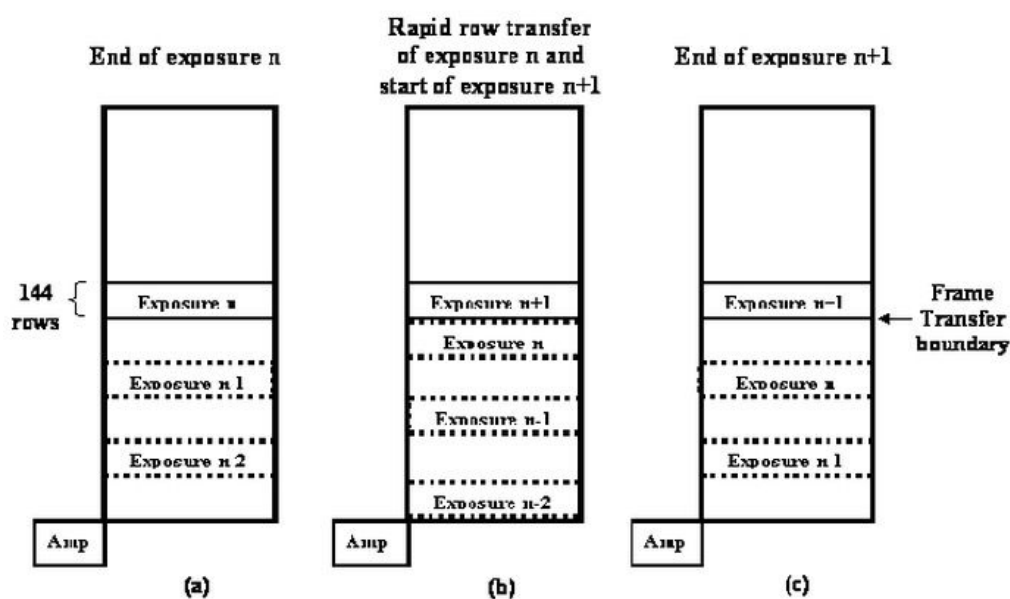 End of exposure n
Rapid row transfer
of exposure n and
start of exposure n+1
End of exposure n+1
144
rows
Exposure n
Exposure n 1
Exposure n 2
Amp
(a)
Exposure n+1
Exposure n
Exposure n-1
Exposure n-2
Amp
(b)
Exposure n-1
Exposure n
Exposure n 1
Amp
(c)
Frame
Transfer
boundary